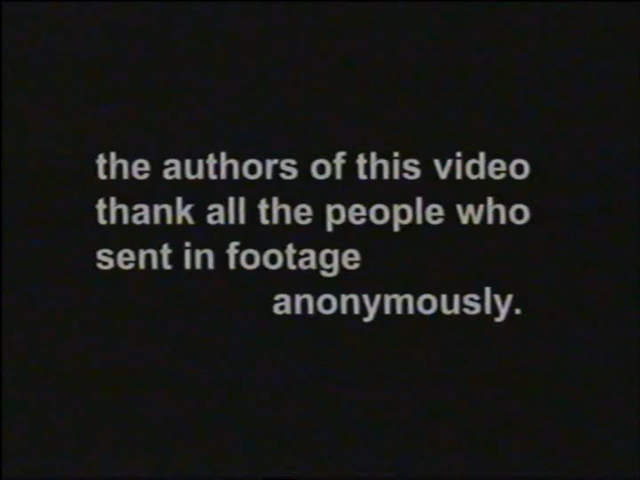 the authors of this video
thank all the people who
sent in footage
anonymously.